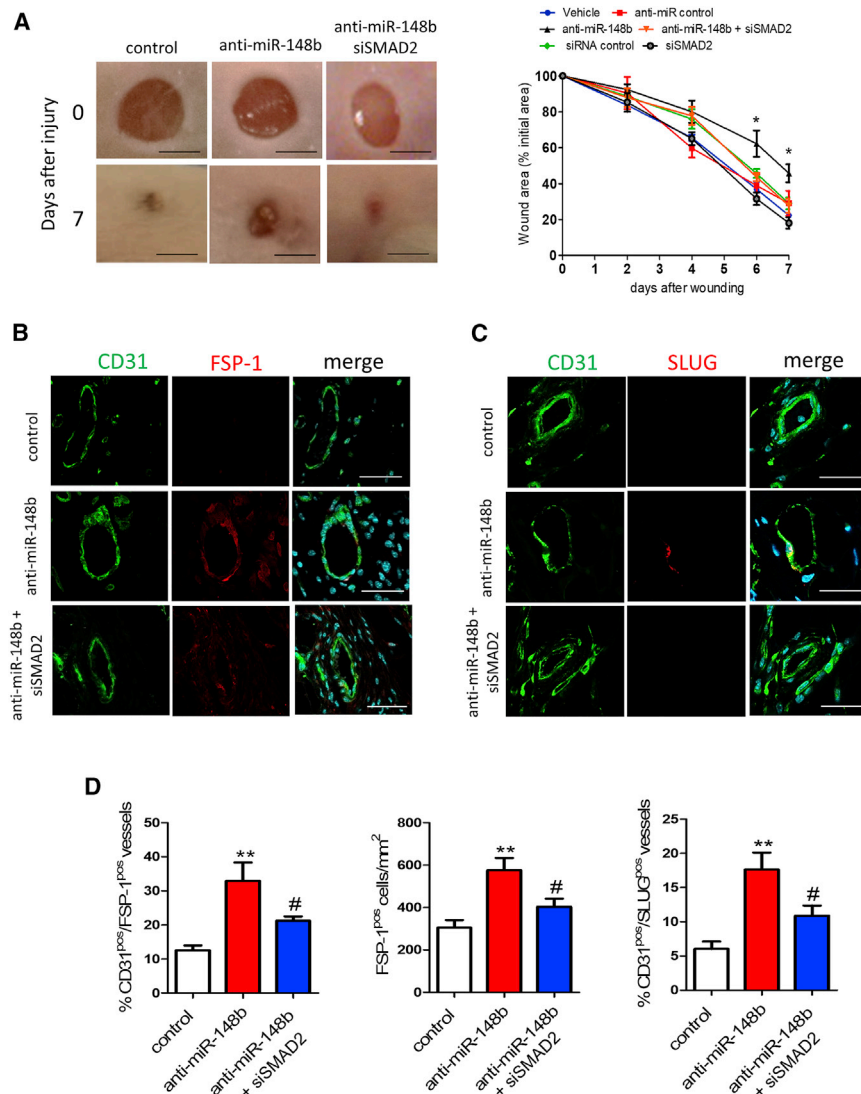 A
control
anti-miR-148b
anti-miR-148b
siSMAD2
Days after injury
0
7
Vehicle
anti-miR control
anti-miR-148b
anti-miR-148b + siSMAD2
siRNA control
siSMAD2
Wound area (% initial area)
100
80
60
40
20
0
*
*
0 1 2 3 4 5 6 7
days after wounding
B
CD31 FSP-1 merge
control
anti-miR-148b
anti-miR-148b +
siSMAD2
C
CD31 SLUG merge
control
anti-miR-148b
anti-miR-148b +
siSMAD2
D
% CD31pos/FSP-1pos vessels
50
40
30
20
10
0
**
#
control
anti-miR-148b
anti-miR-148b
+ siSMAD2
FSP-1pos cells/mm2
800
600
400
200
0
**
#
control
anti-miR-148b
anti-miR-148b
+ siSMAD2
% CD31pos/SLUGpos vessels
25
20
15
10
5
0
**
#
control
anti-miR-148b
anti-miR-148b
+ siSMAD2